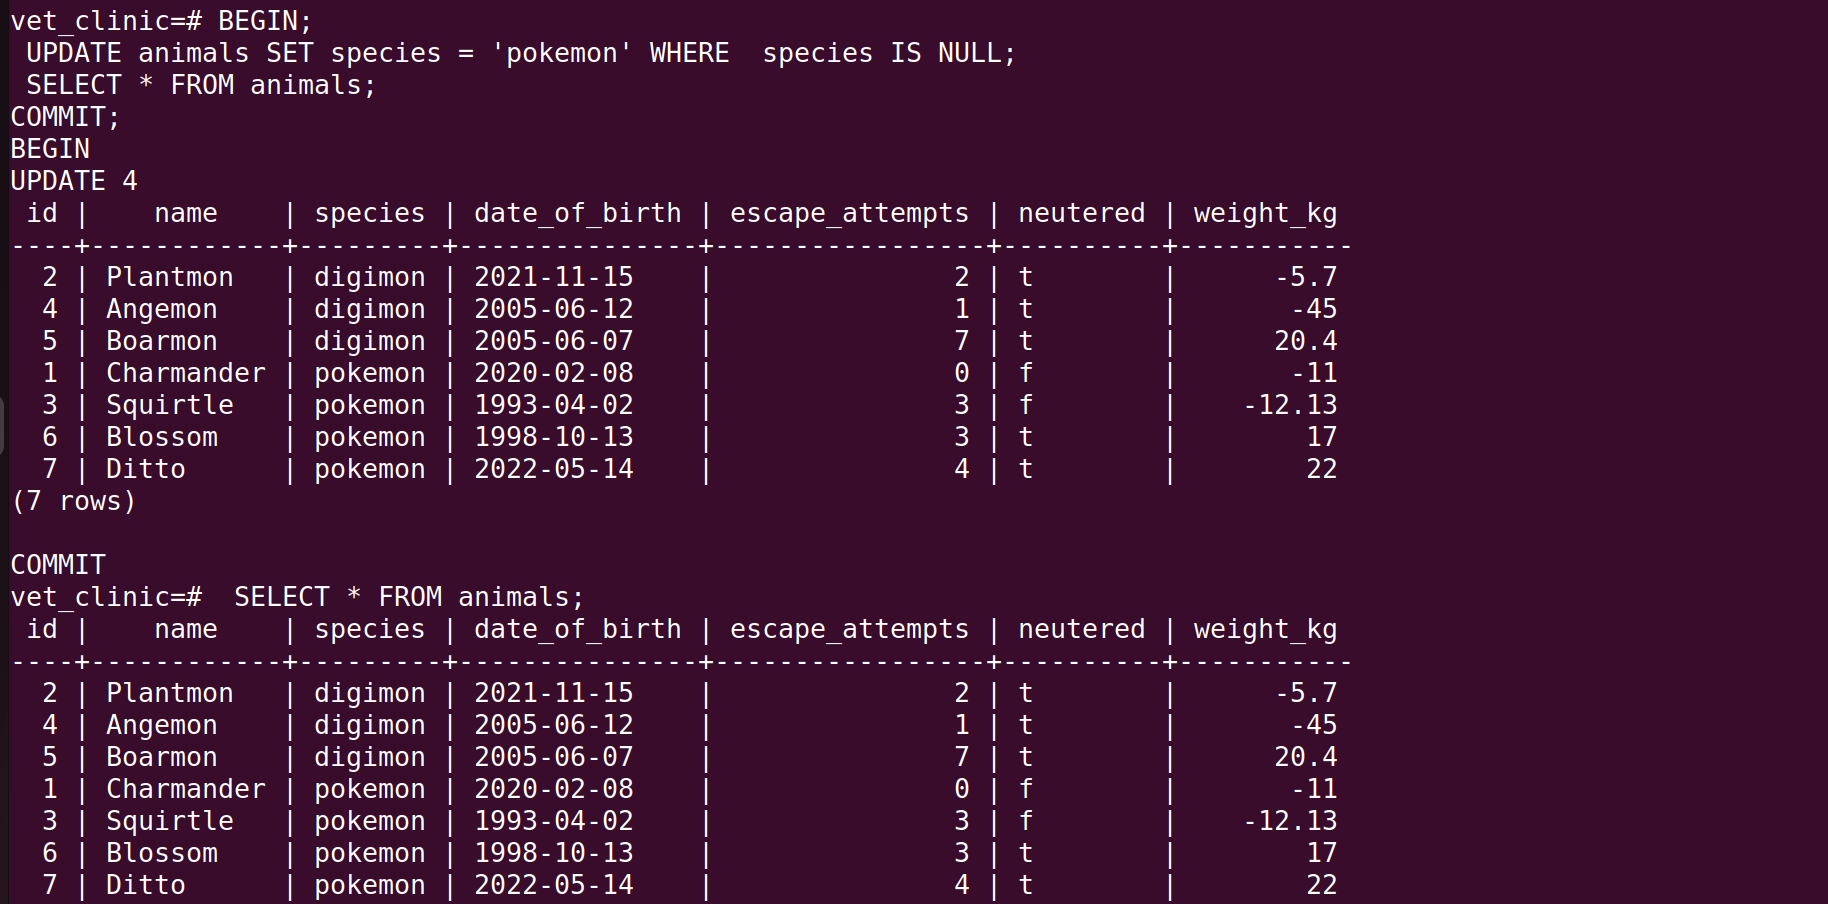 vet_clinic=# BEGIN;
 UPDATE animals SET species = 'pokemon' WHERE  species IS NULL;
 SELECT * FROM animals;
COMMIT;
BEGIN
UPDATE 4
 id |    name    | species | date_of_birth | escape_attempts | neutered | weight_kg
----+------------+---------+---------------+-----------------+----------+-----------
  2 | Plantmon   | digimon | 2021-11-15    |               2 | t        |      -5.7
  4 | Angemon    | digimon | 2005-06-12    |               1 | t        |       -45
  5 | Boarmon    | digimon | 2005-06-07    |               7 | t        |      20.4
  1 | Charmander | pokemon | 2020-02-08    |               0 | f        |       -11
  3 | Squirtle   | pokemon | 1993-04-02    |               3 | f        |    -12.13
  6 | Blossom    | pokemon | 1998-10-13    |               3 | t        |        17
  7 | Ditto      | pokemon | 2022-05-14    |               4 | t        |        22
(7 rows)

COMMIT
vet_clinic=#  SELECT * FROM animals;
 id |    name    | species | date_of_birth | escape_attempts | neutered | weight_kg
----+------------+---------+---------------+-----------------+----------+-----------
  2 | Plantmon   | digimon | 2021-11-15    |               2 | t        |      -5.7
  4 | Angemon    | digimon | 2005-06-12    |               1 | t        |       -45
  5 | Boarmon    | digimon | 2005-06-07    |               7 | t        |      20.4
  1 | Charmander | pokemon | 2020-02-08    |               0 | f        |       -11
  3 | Squirtle   | pokemon | 1993-04-02    |               3 | f        |    -12.13
  6 | Blossom    | pokemon | 1998-10-13    |               3 | t        |        17
  7 | Ditto      | pokemon | 2022-05-14    |               4 | t        |        22